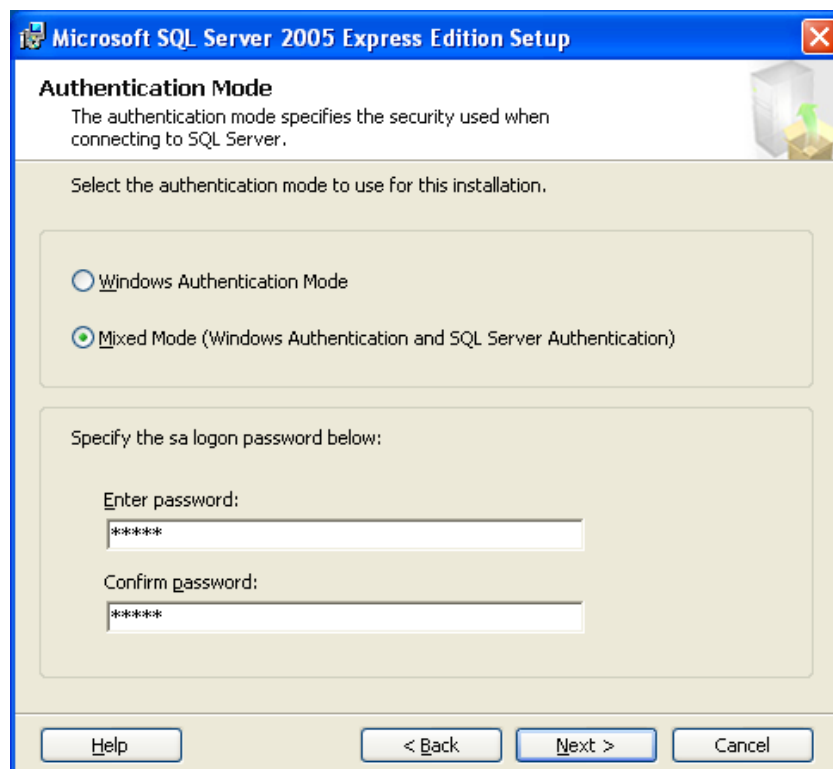 Microsoft SQL Server 2005 Express Edition Setup
Authentication Mode
The authentication mode specifies the security used when
connecting to SQL Server.
Select the authentication mode to use for this installation.
Windows Authentication Mode
Mixed Mode (Windows Authentication and SQL Server Authentication)
Specify the sa logon password below:
Enter password:
*****
Confirm password:
*****
Help < Back Next > Cancel